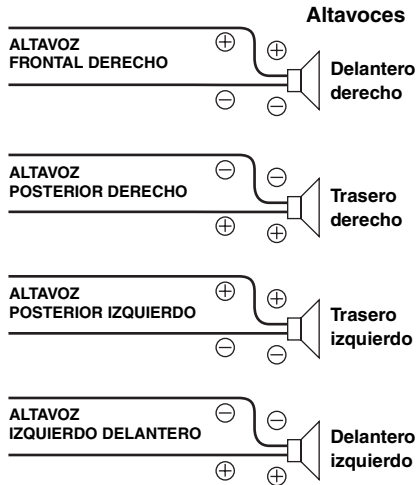 Altavoces
ALTAVOZ
FRONTAL DERECHO
+ +
− −
Delantero
derecho
ALTAVOZ
POSTERIOR DERECHO
− −
+ +
Trasero
derecho
ALTAVOZ
POSTERIOR IZQUIERDO
+ +
− −
Trasero
izquierdo
ALTAVOZ
IZQUIERDO DELANTERO
− −
+ +
Delantero
izquierdo